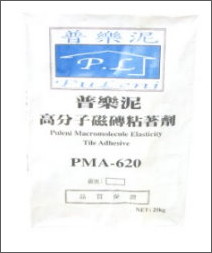 普樂泥
P.L
Puleni
普樂泥
高分子磁磚粘著劑
Puleni Macromolecule Elasticity
Tile Adhesive
PMA-620
NET: 20kg